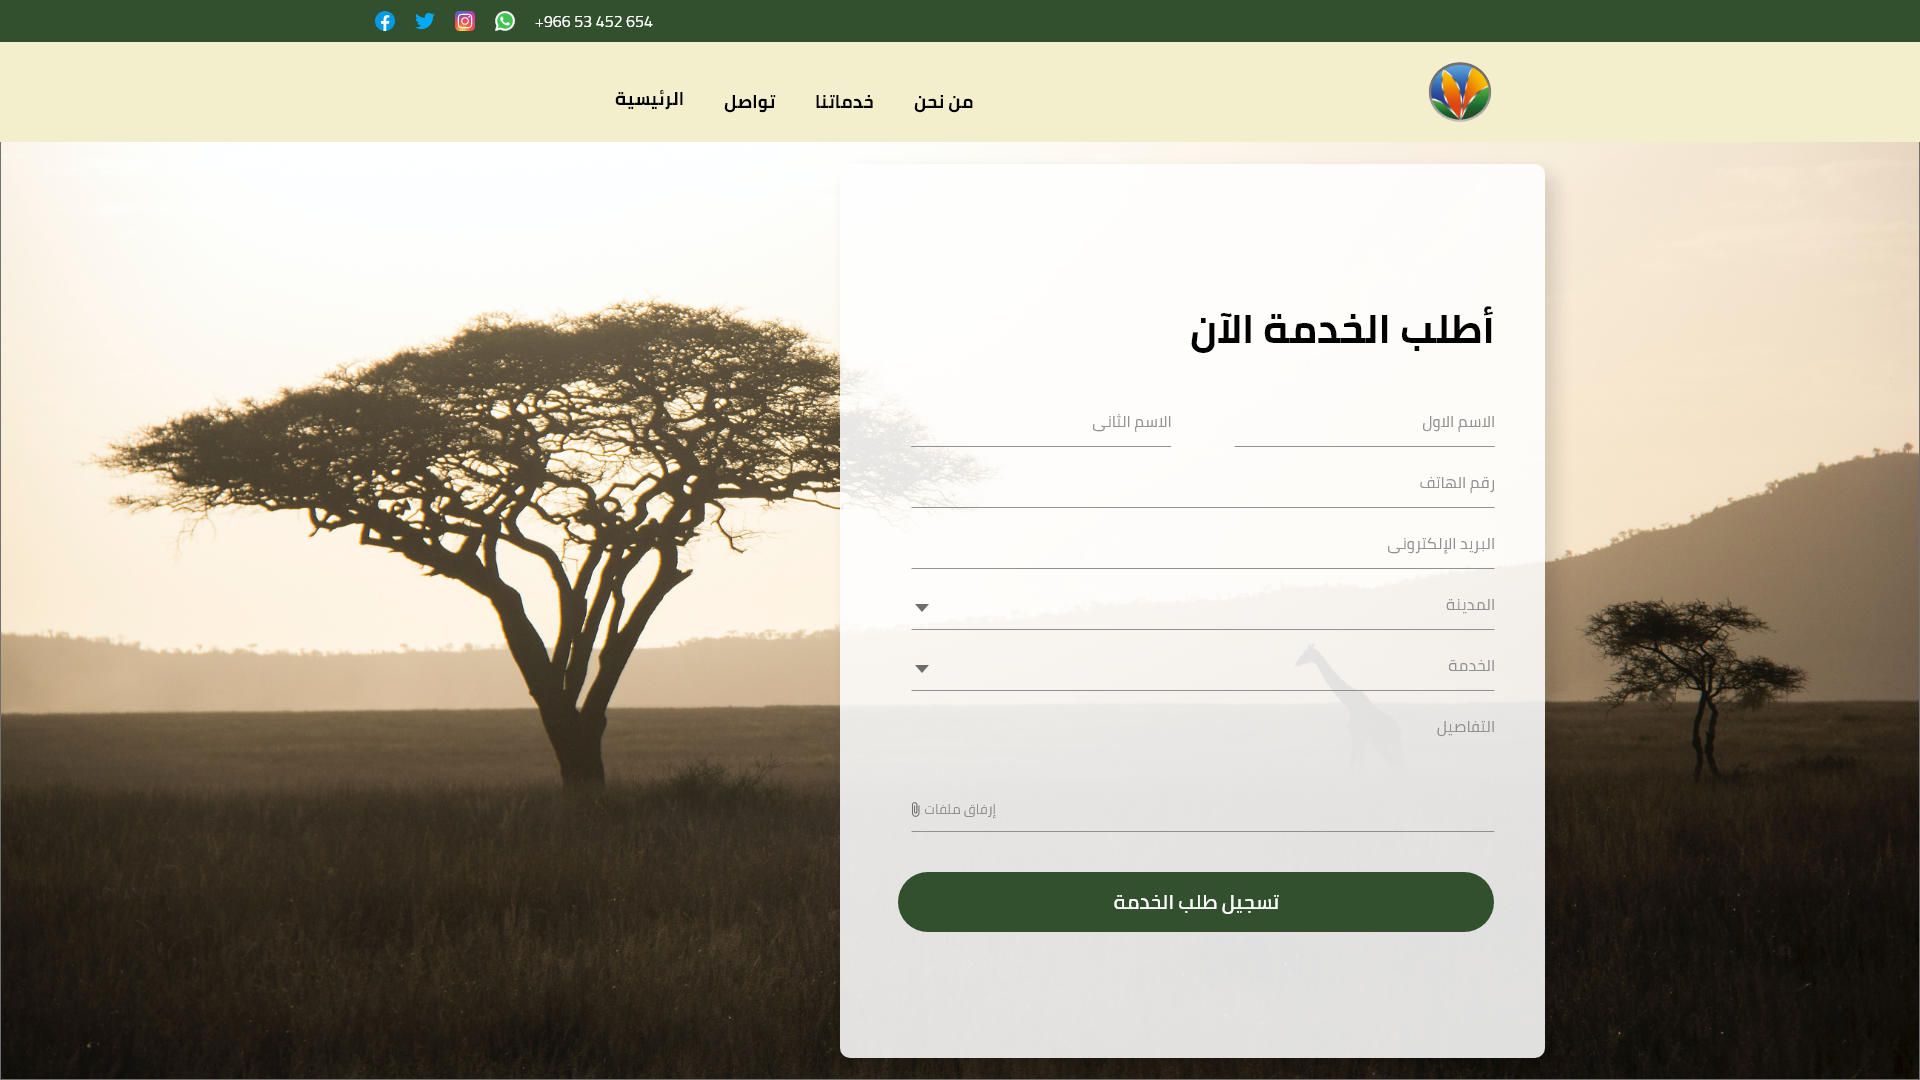 +966 53 452 654
من نحن
خدماتنا
تواصل
الرئيسية
أطلب الخدمة الآن
الاسم الاول
الاسم الثانى
رقم الهاتف
البريد الإلكترونى
المدينة
الخدمة
التفاصيل
إرفاق ملفات
تسجيل طلب الخدمة